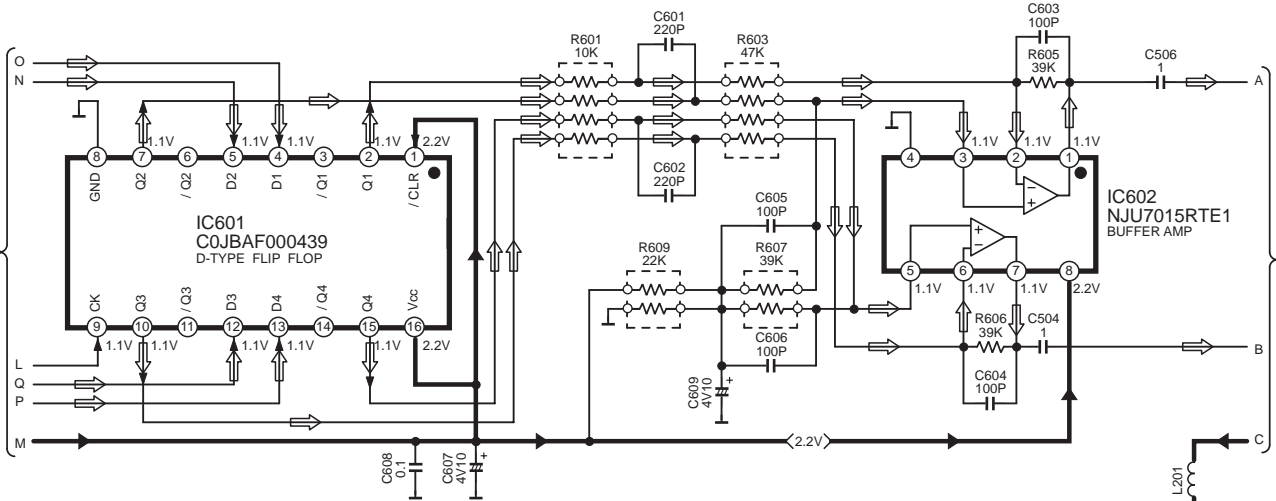 C601
220P
C603
100P
R601
10K
R603
47K
R605
39K
C506
1
O
N
A
1.1V 1.1V 1.1V 1.1V 2.2V
8 7 6 5 4 3 2 1
GND Q2 / Q2 D2 D1 / Q1 Q1 / CLR
C602
220P
1.1V 1.1V 1.1V
4 3 2 1
IC601
C0JBAF000439
D-TYPE FLIP FLOP
C605
100P
IC602
NJU7015RTE1
BUFFER AMP
R609
22K
R607
39K
5 6 7 8
1.1V 1.1V 1.1V 2.2V
CK Q3 / Q3 D3 D4 / Q4 Q4 Vcc
9 10 11 12 13 14 15 16
1.1V 1.1V 1.1V 1.1V 1.1V 2.2V
C606
100P
R606
39K
C504
1
L
Q
P
B
C604
100P
C609
4V10
+
M
2.2V
C
C608
0.1
C607
4V10
+
L201